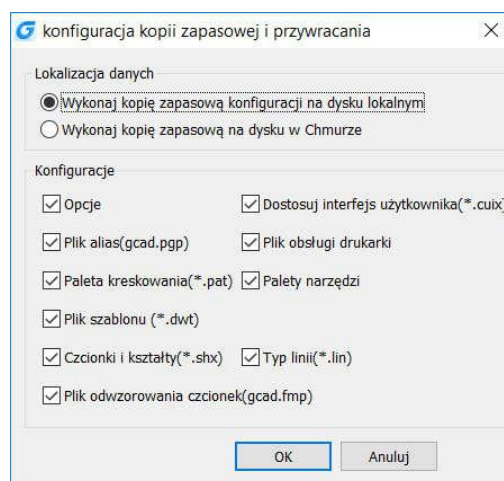 konfiguracja kopii zapasowej i przywracania
Lokalizacja danych
Wykonaj kopię zapasową konfiguracji na dysku lokalnym
Wykonaj kopię zapasową na dysku w Chmurze
Konfiguracje
Opcje
Dostosuj interfejs użytkownika(*.cuix)
Plik alias(gcad.pgp)
Plik obsługi drukarki
Paleta kreskowania(*.pat)
Palety narzędzi
Plik szablonu (*.dwt)
Czcionki i kształty(*.shx)
Typ linii(*.lin)
Plik odwzorowania czcionek(gcad.fmp)
OK
Anuluj